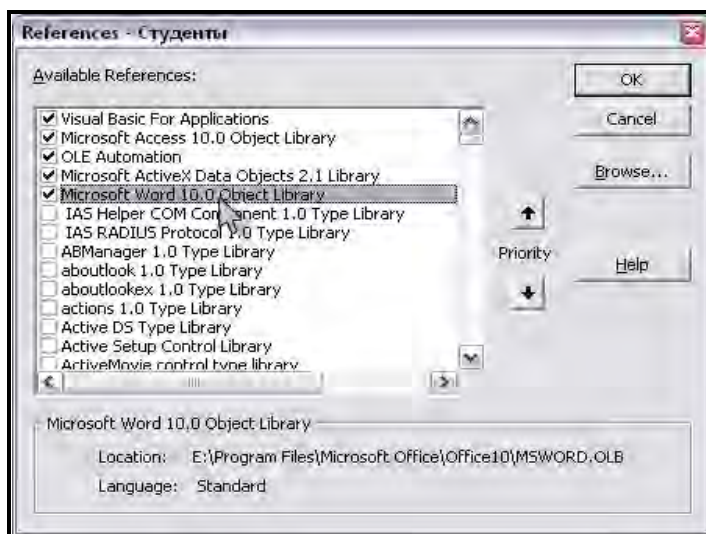 References - Студенты
Available References:
OK
Visual Basic For Applications
Cancel
Microsoft Access 10.0 Object Library
OLE Automation
Microsoft ActiveX Data Objects 2.1 Library
Browse...
Microsoft Word 10.0 Object Library
IAS Helper COM Component 1.0 Type Library
IAS RADIUS Protocol 1.0 Type Library
ABManager 1.0 Type Library
Priority
aboutlook 1.0 Type Library
Help
aboutlookex 1.0 Type Library
actions 1.0 Type Library
Active DS Type Library
Active Setup Control Library
ActiveMovie control type library
Microsoft Word 10.0 Object Library
Location: E:\Program Files\Microsoft Office\Office10\MSWORD.OLB
Language: Standard